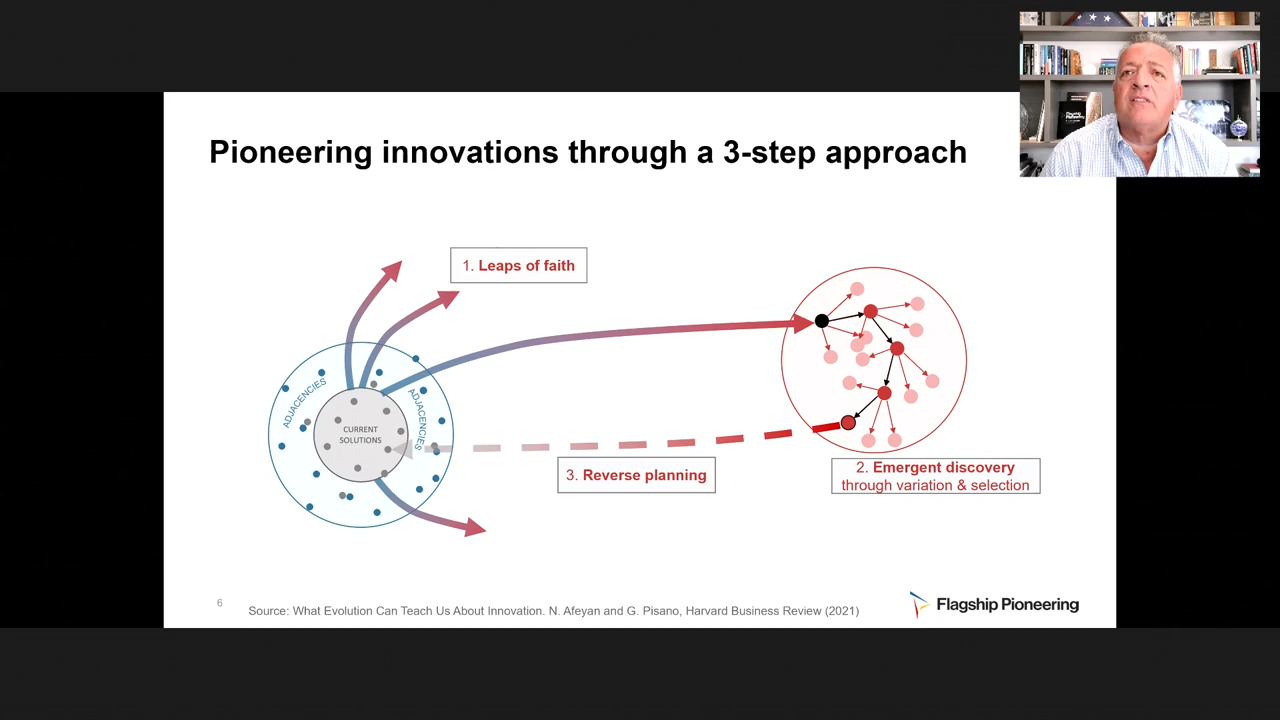 Pioneering innovations through a 3-step approach
1. Leaps of faith
ADJACENCIES
ADJACENCIES
CURRENT
SOLUTIONS
3. Reverse planning
2. Emergent discovery
through variation & selection
6
Source: What Evolution Can Teach Us About Innovation. N. Afeyan and G. Pisano, Harvard Business Review (2021)
Flagship Pioneering
Flagship
Pioneering